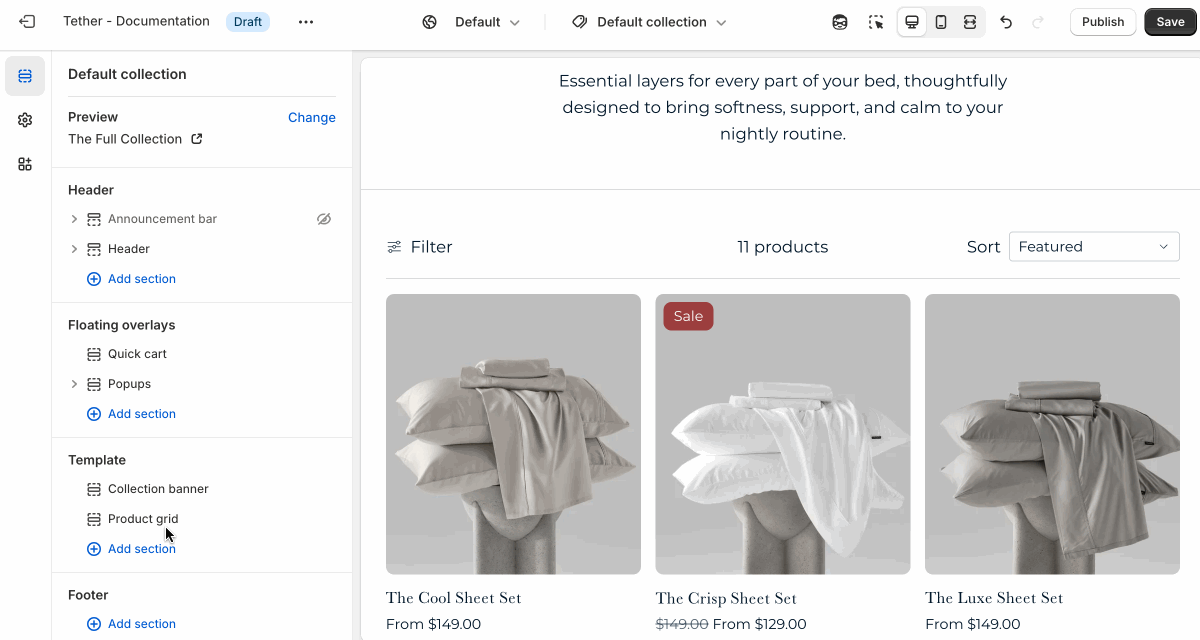 Tether - Documentation Draft ... Default Default collection Publish Save
Default collection
Preview Change
The Full Collection
Header
Announcement bar
Header
Add section
Floating overlays
Quick cart
Popups
Add section
Template
Collection banner
Product grid
Add section
Footer
Add section
Essential layers for every part of your bed, thoughtfully
designed to bring softness, support, and calm to your
nightly routine.
Filter 11 products Sort Featured
Sale
The Cool Sheet Set
From $149.00
The Crisp Sheet Set
$149.00 From $129.00
The Luxe Sheet Set
From $149.00